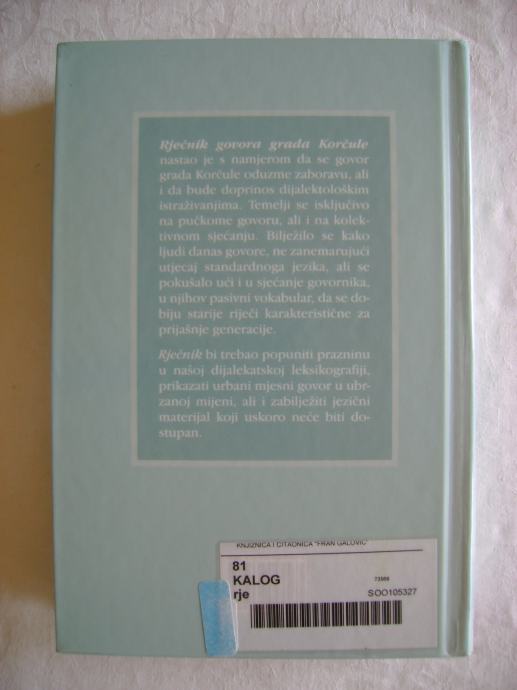 Rječnik govora grada Korčule
nastao je s namjerom da se govor
grada Korčule oduzme zaboravu, ali
i da bude doprinos dijalektološkim
istraživanjima. Temelji se isključivo
na pučkome govoru, ali i na kolek-
tivnom sjećanju. Bilježilo se kako
ljudi danas govore, ne zanemarujući
utjecaj standardnoga jezika, ali se
pokušalo ući i u sjećanje govornika,
u njihov pasivni vokabular, da se do-
biju starije riječi karakteristične za
prijašnje generacije.
Rječnik bi trebao popuniti prazninu
u našoj dijalekatskoj leksikografiji,
prikazati urbani mjesni govor u ubr-
zanoj mijeni, ali i zabilježiti jezični
materijal koji uskoro neće biti do-
stupan.
KNJIŽNICA I ČITAONICA "FRAN GALOVIĆ"
81
KALOG
rje
SOO105327